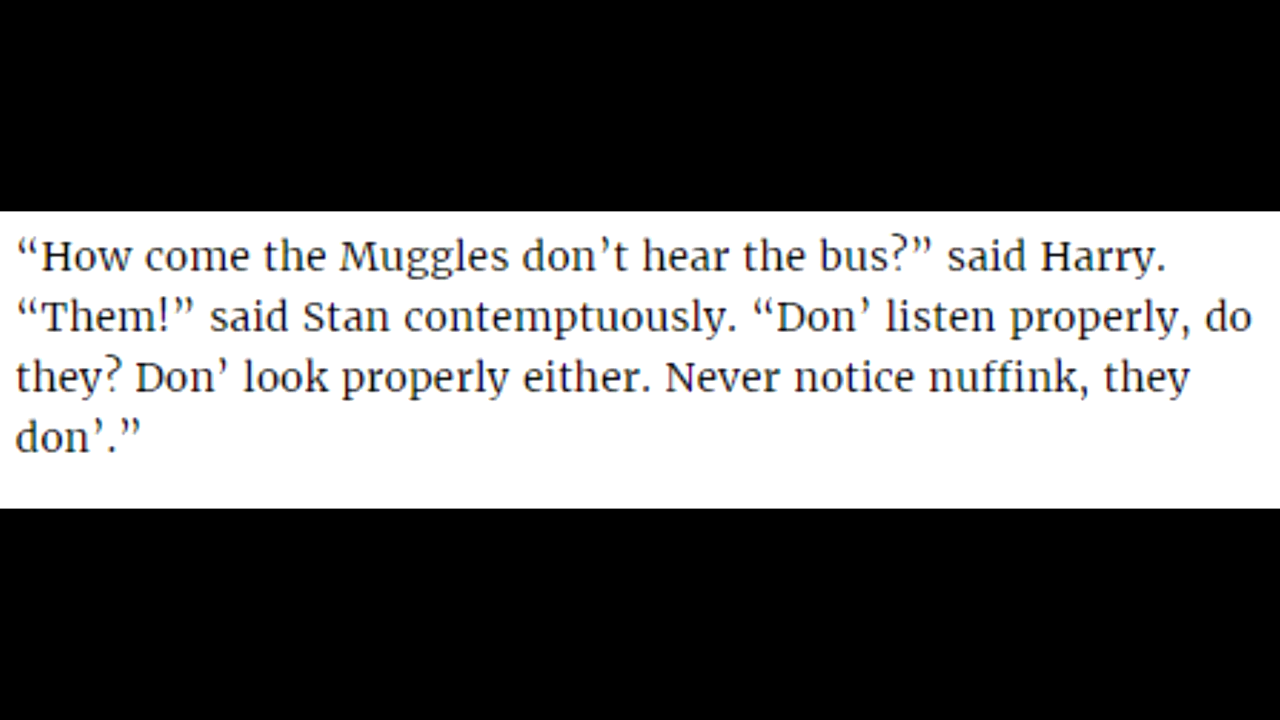 “How come the Muggles don’t hear the bus?” said Harry.
“Them!” said Stan contemptuously. “Don’ listen properly, do
they? Don’ look properly either. Never notice nuffink, they
don’.”